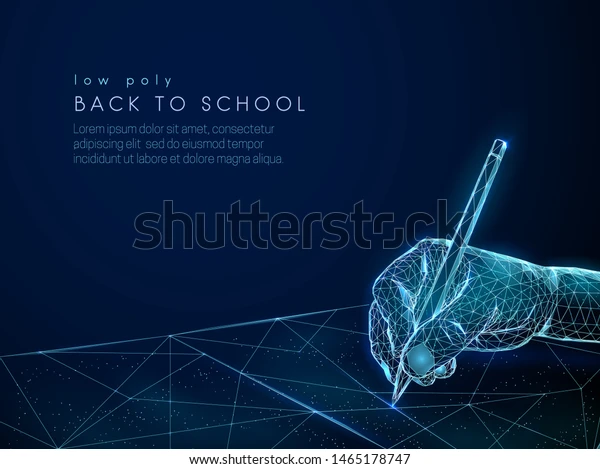 low poly
BACK TO SCHOOL
Lorem ipsum dolor sit amet, consectetur
adipiscing elit, sed do eiusmod tempor
incididunt ut labore et dolore magna aliqua.
shutterstock
shutterstock.com · 1465178747